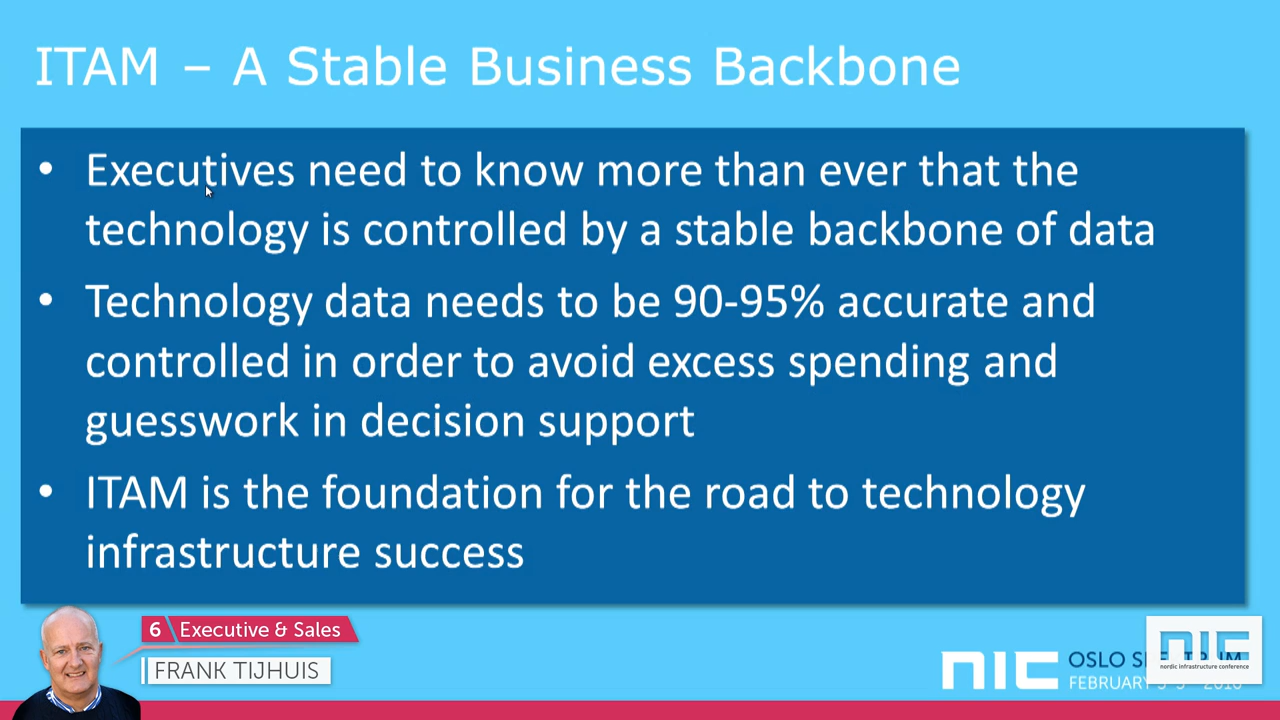 ITAM – A Stable Business Backbone
• Executives need to know more than ever that the
technology is controlled by a stable backbone of data
• Technology data needs to be 90-95% accurate and
controlled in order to avoid excess spending and
guesswork in decision support
• ITAM is the foundation for the road to technology
infrastructure success
6 Executive & Sales
FRANK TIJHUIS
NIC OSLO
FEBRUARY
NIC
nordic infrastructure conference